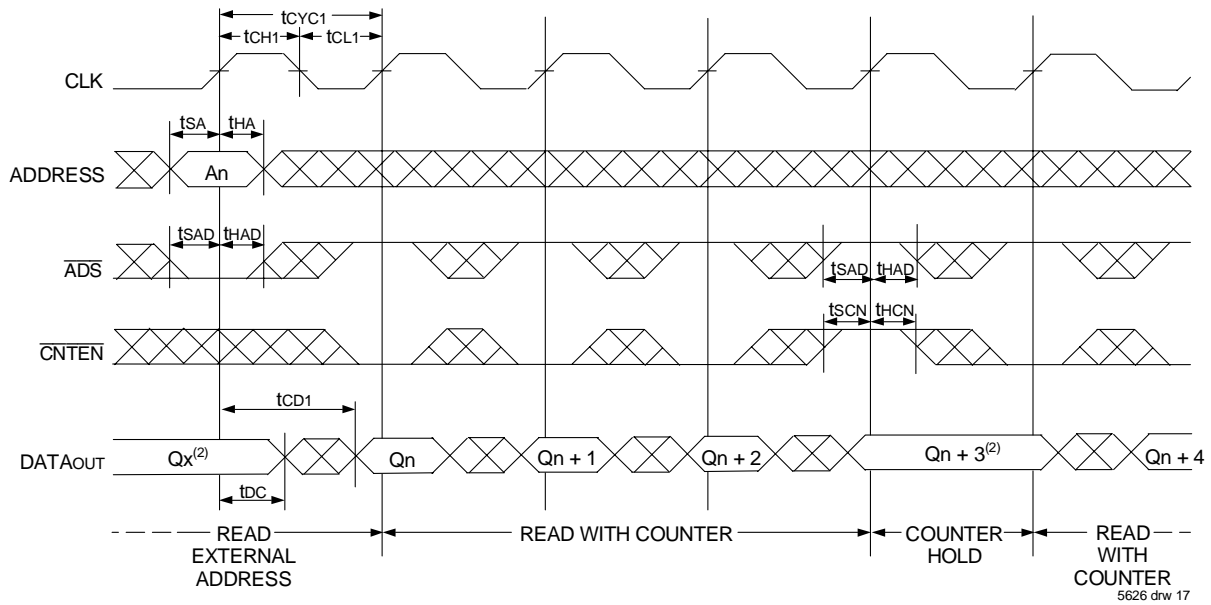 tCYC1
tCH1 tCL1
CLK
tSA tHA
ADDRESS An
tSAD tHAD
ADS
tSAD tHAD
tSCN tHCN
CNTEN
tCD1
DATAOUT Qx(2) Qn Qn + 1 Qn + 2 Qn + 3(2) Qn + 4
tDC
READ EXTERNAL ADDRESS
READ WITH COUNTER
COUNTER HOLD
READ WITH COUNTER
5626 drw 17